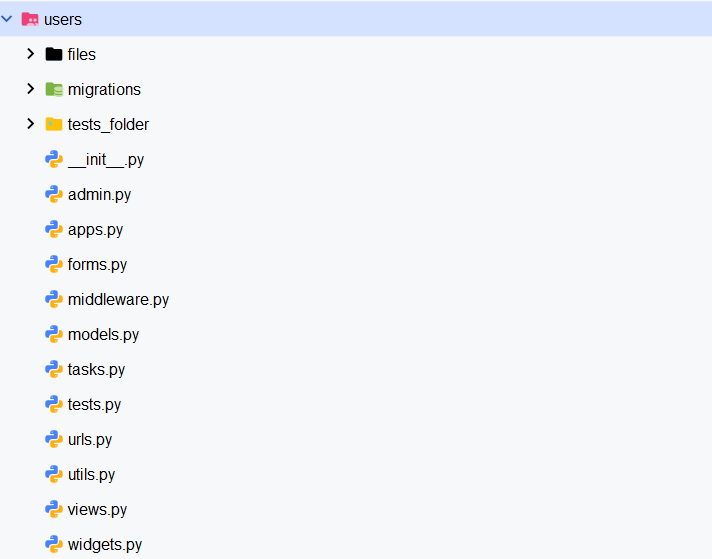 users
files
migrations
tests_folder
__init__.py
admin.py
apps.py
forms.py
middleware.py
models.py
tasks.py
tests.py
urls.py
utils.py
views.py
widgets.py